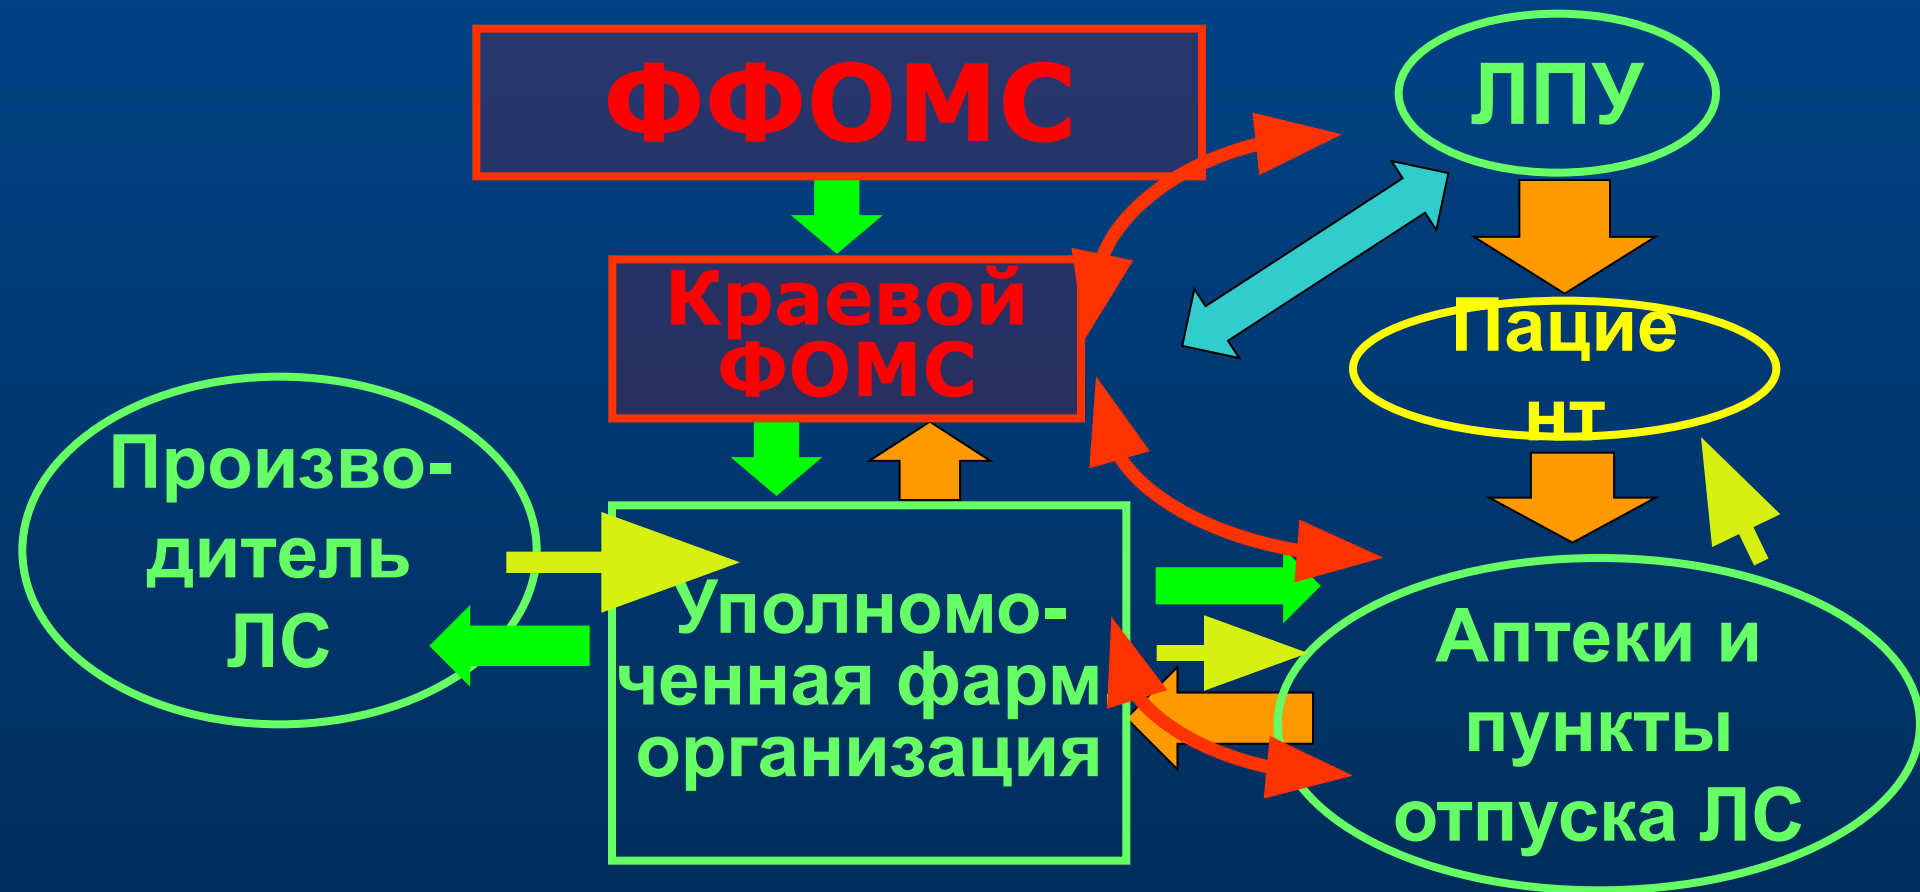 ФФОМС
ЛПУ
Краевой
ФОМС
Пацие
нт
Произво-
дитель
ЛС
Уполномо-
ченная фарм
организация
Аптеки и
пункты
отпуска ЛС